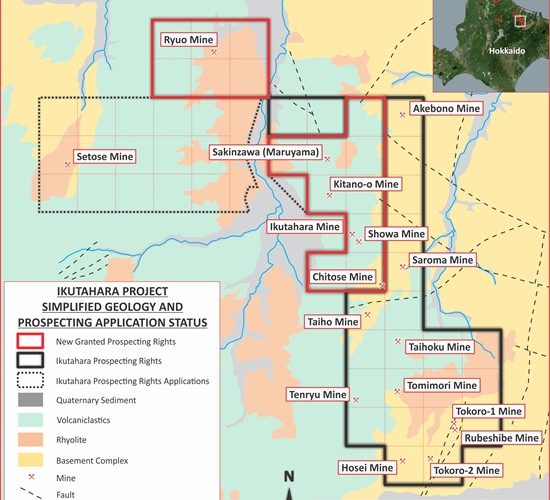 Ryuo Mine
Hokkaido
Akebono Mine
Setose Mine
Sakinzawa (Maruyama)
Kitano-o Mine
Ikutahara Mine
Showa Mine
Saroma Mine
Chitose Mine
IKUTAHARA PROJECT
SIMPLIFIED GEOLOGY AND
PROSPECTING APPLICATION STATUS
New Granted Prospecting Rights
Ikutahara Prospecting Rights
Ikutahara Prospecting Rights Applications
Quaternary Sediment
Volcaniclastics
Rhyolite
Basement Complex
Mine
Fault
Taiho Mine
Taihoku Mine
Tomimori Mine
Tenryu Mine
Tokoro-1 Mine
Rubeshibe Mine
Hosei Mine
Tokoro-2 Mine
N